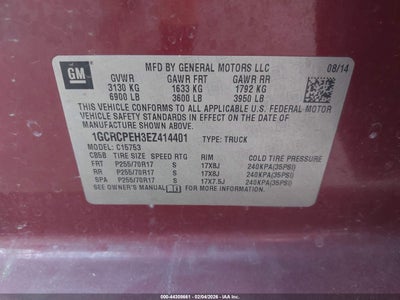 GM
MFD BY GENERAL MOTORS LLC
08/14
GVWR GAWR FRT GAWR RR
3130 KG 1633 KG 1792 KG
6900 LB 3600 LB 3950 LB
THIS VEHICLE CONFORMS TO ALL APPLICABLE U.S. FEDERAL MOTOR
VEHICLE SAFETY STANDARDS IN EFFECT ON THE DATE OF
MANUFACTURE SHOWN ABOVE.
1GCRCPEH3EZ414401 TYPE: TRUCK
MODEL: C15753
CB5B TIRE SIZE SPEED RTG RIM COLD TIRE PRESSURE
FRT P255/70R17 S 17X8J 240KPA(35PSI)
RR P255/70R17 S 17X8J 240KPA(35PSI)
SPA P255/70R17 S 17X7.5J 240KPA(35PSI)
SEE OWNER'S MANUAL FOR MORE INFORMATION.
000-44308681 - 02/04/2026 -